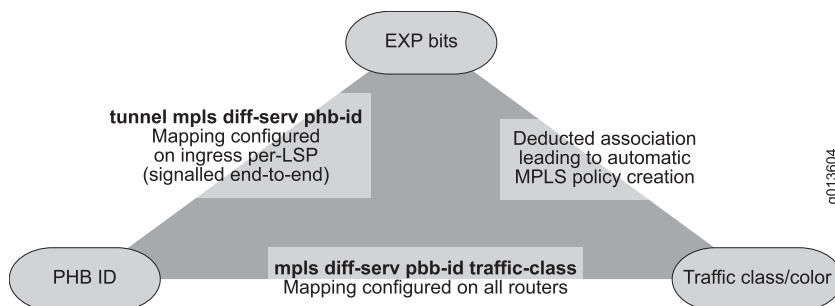 EXP bits
tunnel mpls diff-serv phb-id
Mapping configured
on ingress per-LSP
(signalled end-to-end)
Deducted association
leading to automatic
MPLS policy creation
g013604
PHB ID
mpls diff-serv pbb-id traffic-class
Mapping configured on all routers
Traffic class/color